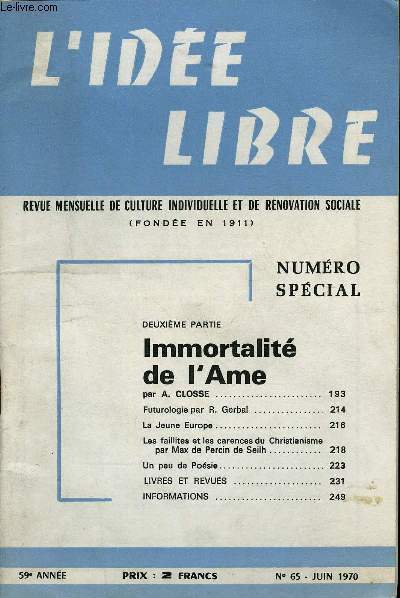 Le-livre.com
L'IDÉE
LIBRE
REVUE MENSUELLE DE CULTURE INDIVIDUELLE ET DE RENOVATION SOCIALE
(FONDÉE EN 1911)
NUMÉRO
SPÉCIAL
DEUXIÈME PARTIE
Immortalité
de l'Ame
par A. CLOSSE ........................ 193
Futurologie par R. Gerbal ................ 214
La Jeune Europe ........................ 216
Les faillites et les carences du Christianisme
par Max de Percin de Seilh ............ 218
Un peu de Poésie ........................ 223
LIVRES ET REVUES .................... 231
INFORMATIONS ........................ 249
59e ANNÉE PRIX : 2 FRANCS N° 65 - JUIN 1970